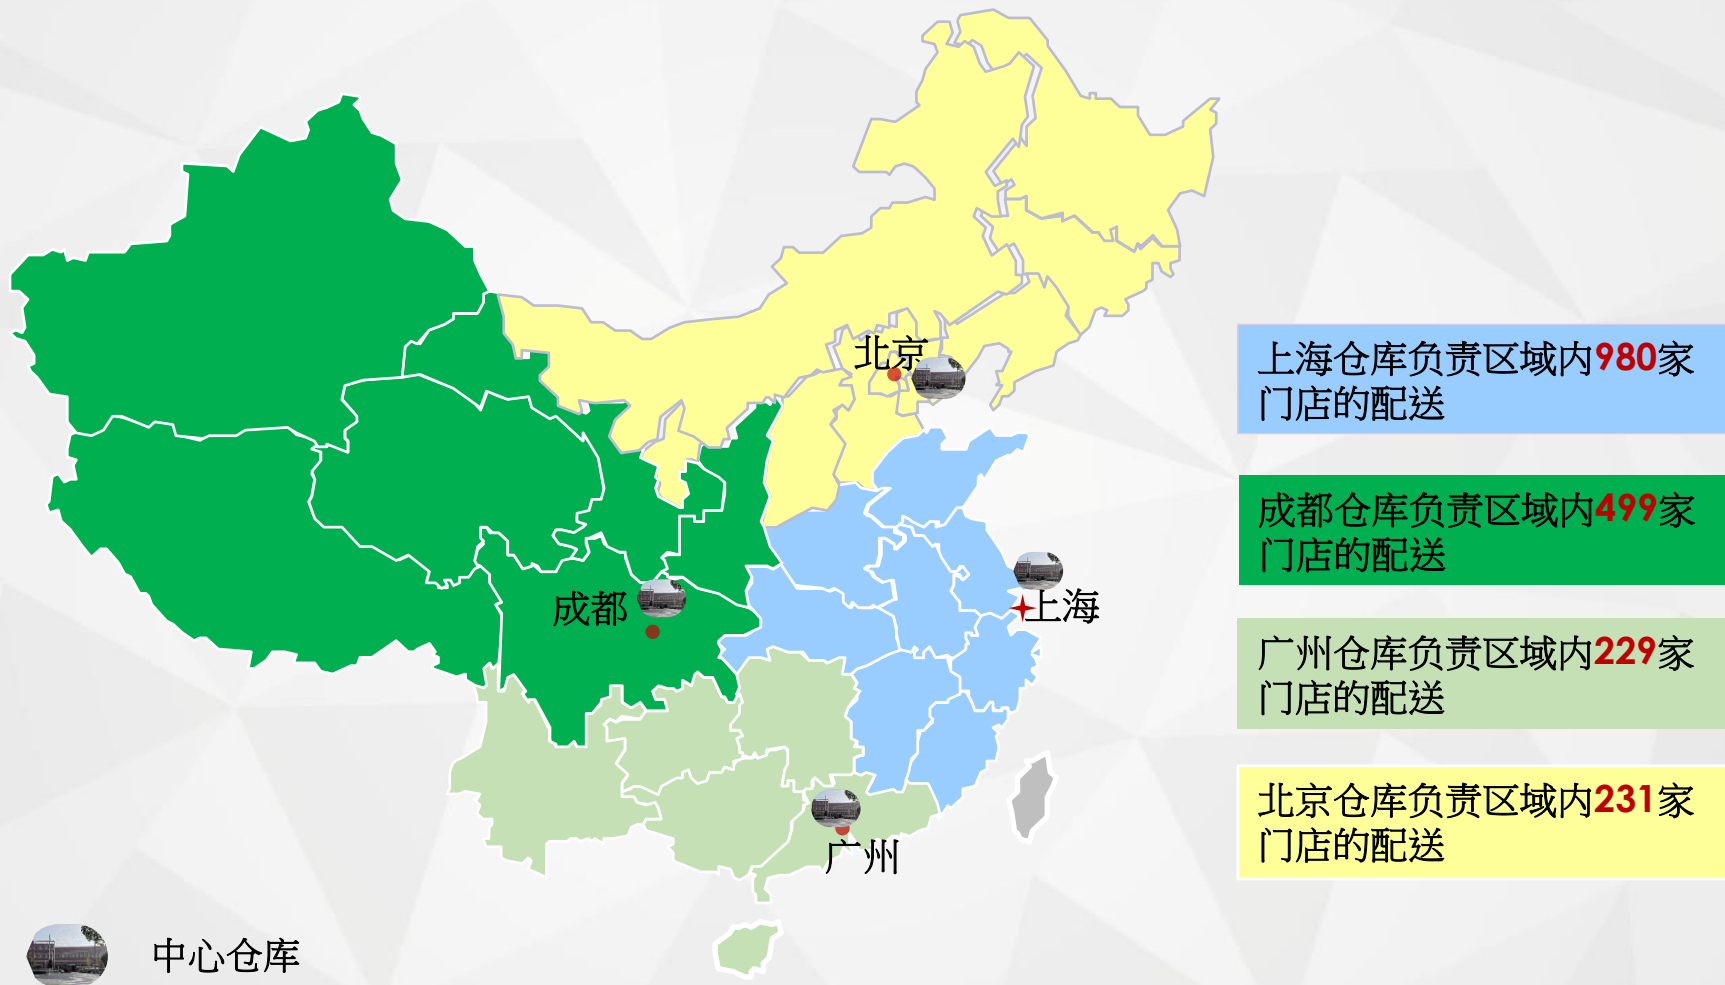 北京
上海仓库负责区域内980家
门店的配送
成都仓库负责区域内499家
门店的配送
成都
上海
广州仓库负责区域内229家
门店的配送
北京仓库负责区域内231家
门店的配送
广州
中心仓库